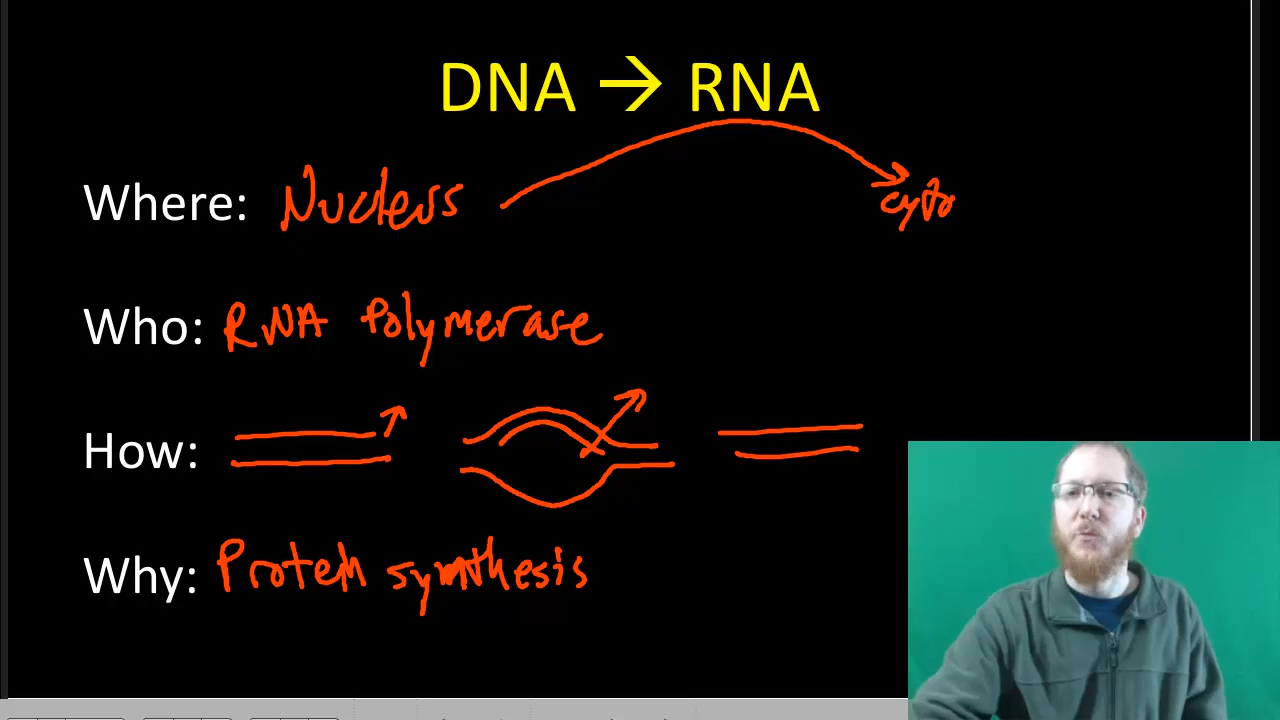 DNA → RNA
Where: Nucleus
cyto
Who: RNA Polymerase
How:
Why: Protein synthesis